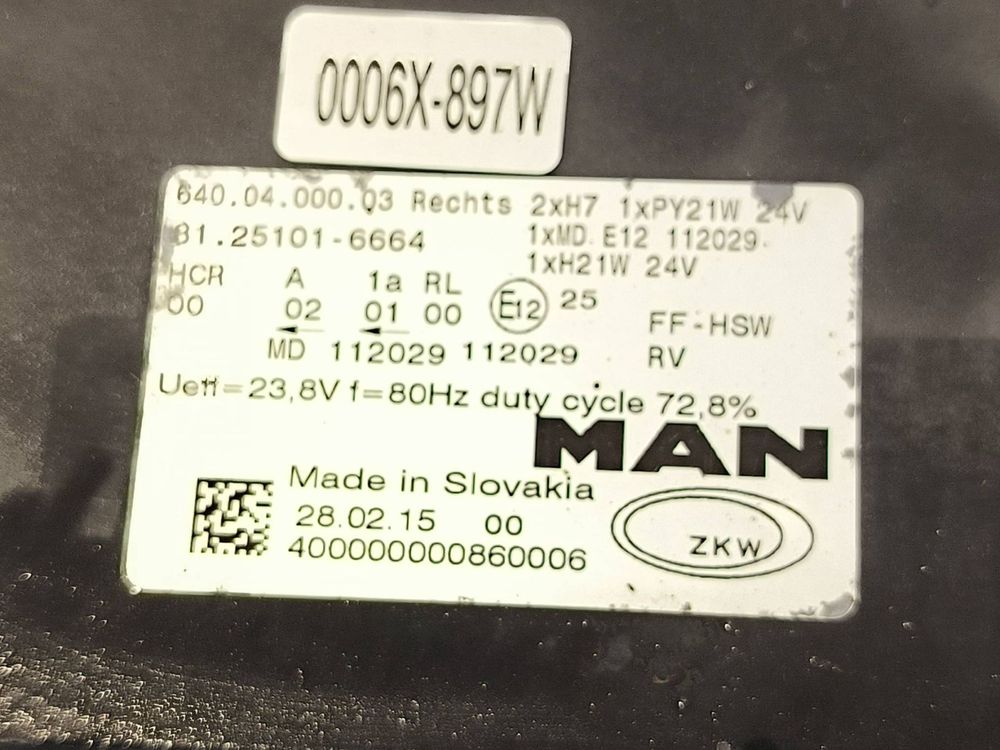 0006X-897W
640.04.000.03 Rechts 2xH7 1xPY21W 24V
81.25101-6664 1xMD E12 112029
1xH21W 24V
HCR A 1a RL
00 02 01 00 E12 25 FF-HSW
MD 112029 112029 RV
Ueff=23,8V f=80Hz duty cycle 72,8%
MAN
Made in Slovakia
28.02.15 00
400000000860006
ZKW